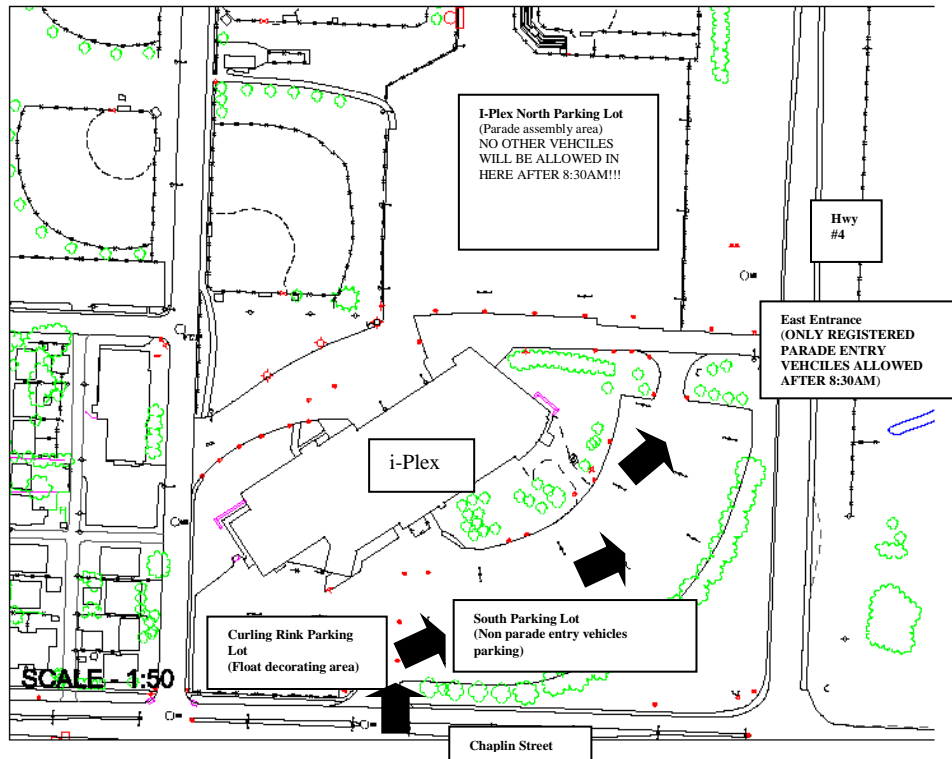 I-Plex North Parking Lot
(Parade assembly area)
NO OTHER VEHCILES
WILL BE ALLOWED IN
HERE AFTER 8:30AM!!!
Hwy
#4
East Entrance
(ONLY REGISTERED
PARADE ENTRY
VEHCILES ALLOWED
AFTER 8:30AM)
i-Plex
Curling Rink Parking
Lot
(Float decorating area)
South Parking Lot
(Non parade entry vehicles
parking)
SCALE - 1:50
Chaplin Street